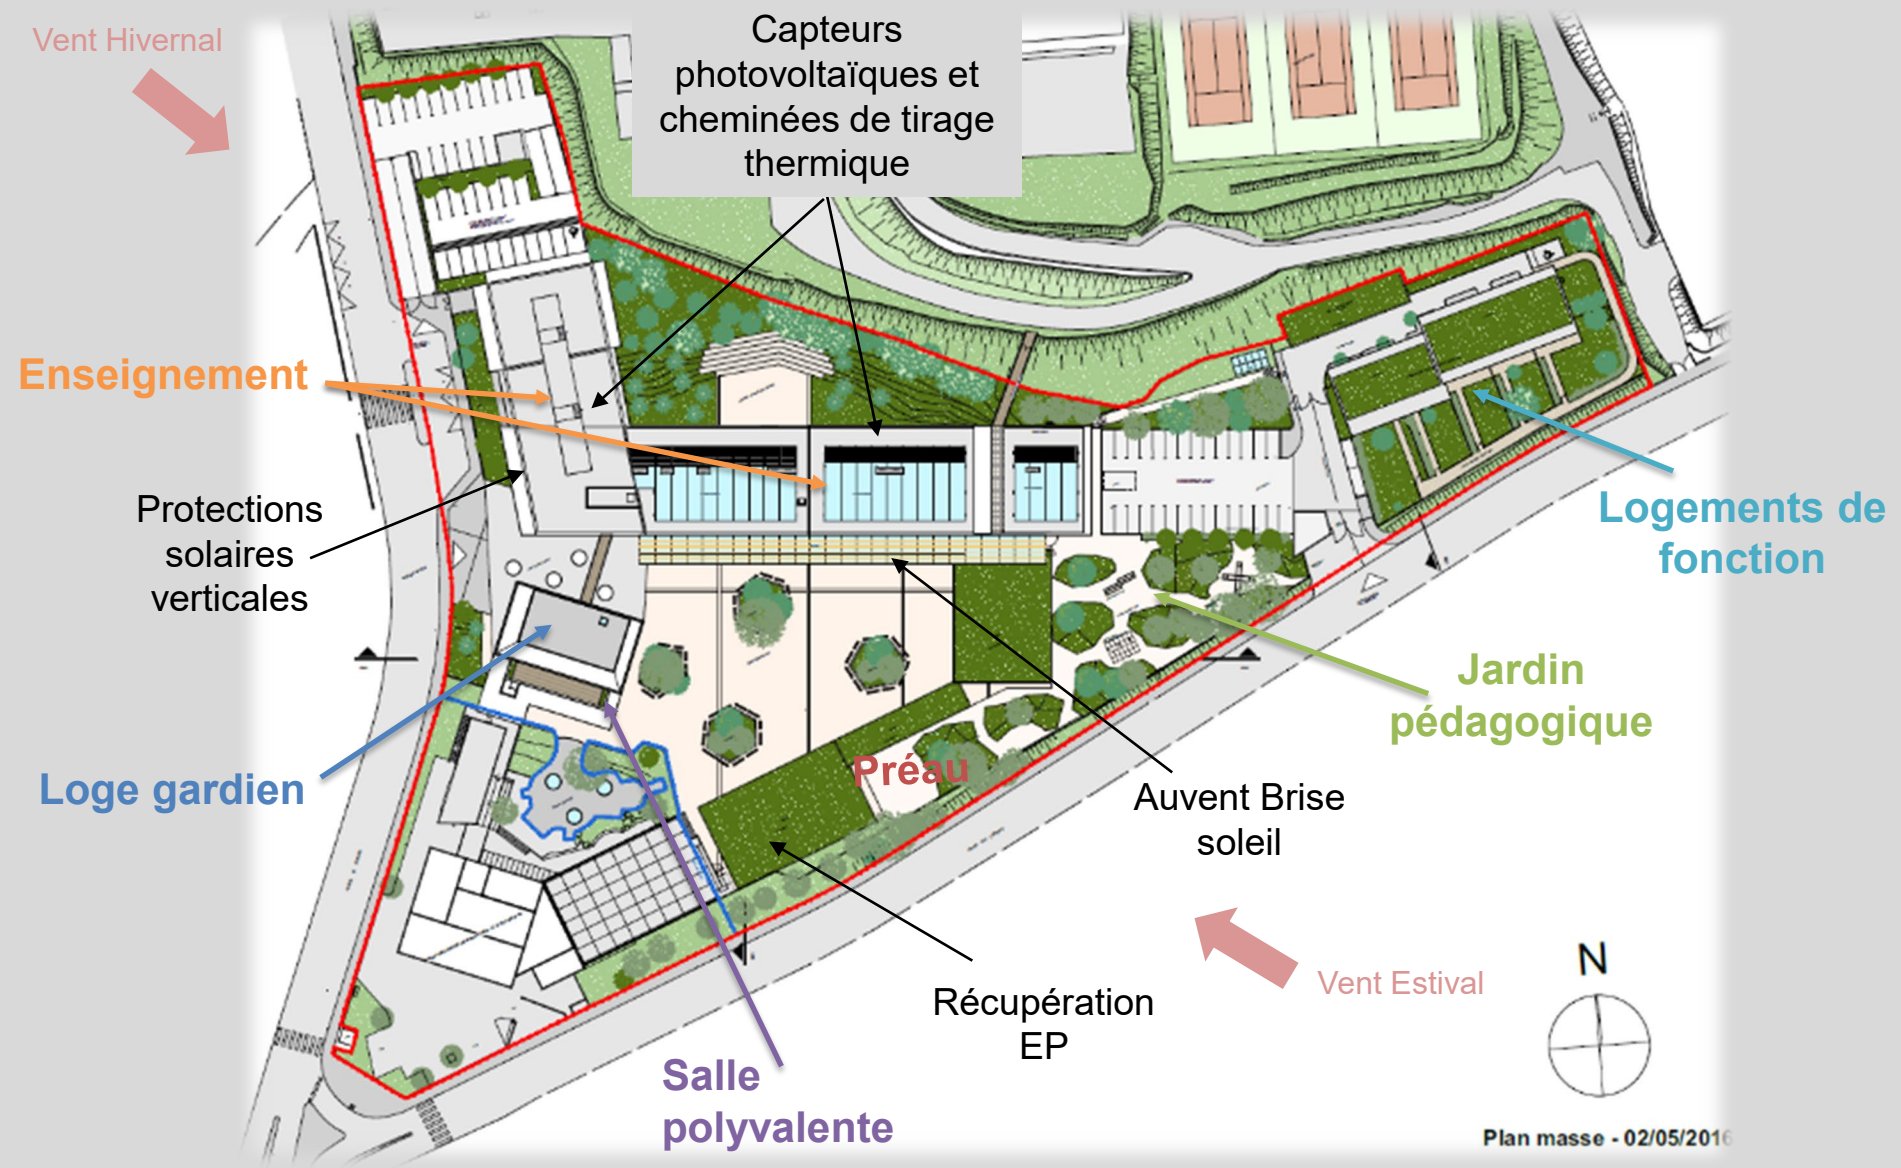 Vent Hivernal
Capteurs
photovoltaïques et
cheminées de tirage
thermique
Enseignement
Protections
solaires
verticales
Logements de
fonction
Jardin
pédagogique
Loge gardien
Préau
Auvent Brise
soleil
Récupération
EP
Vent Estival
N
Salle
polyvalente
Plan masse - 02/05/2016